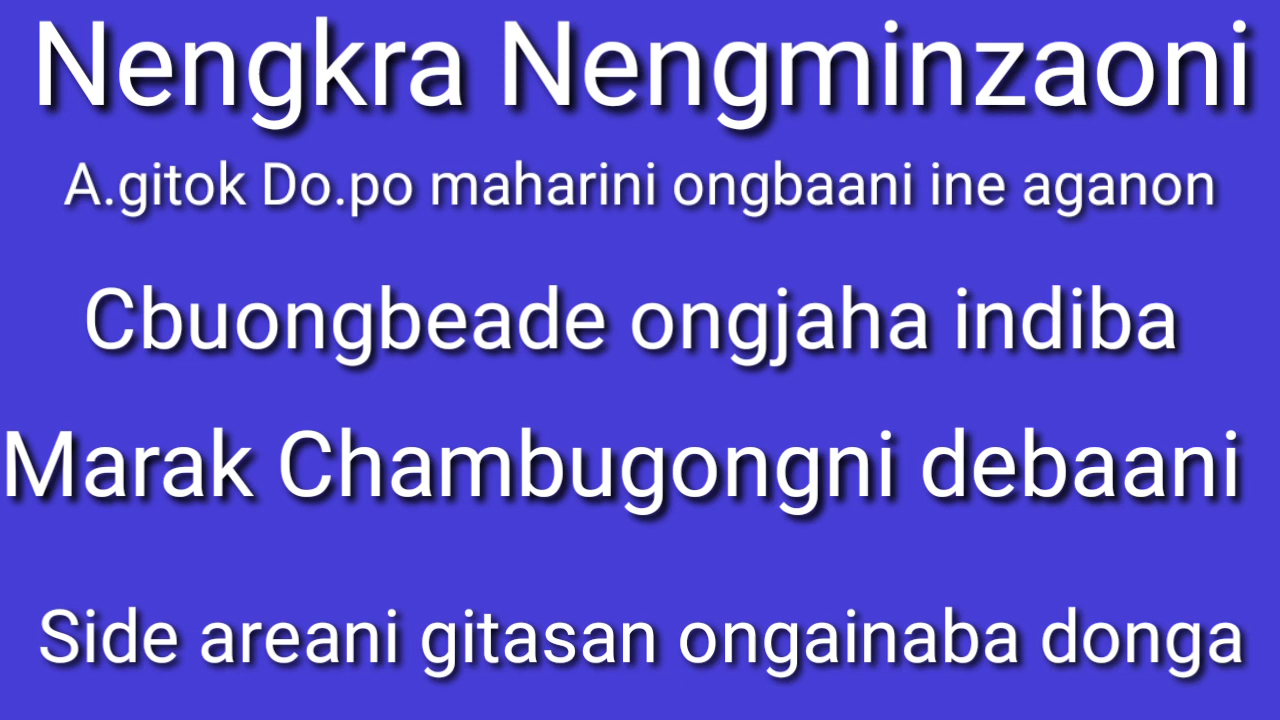 Nengkra Nengminzaoni
A.gitok Do.po maharini ongbaani ine aganon
Cbuongbeade ongjaha indiba
Marak Chambugongni debaani
Side areani gitasan ongainaba donga